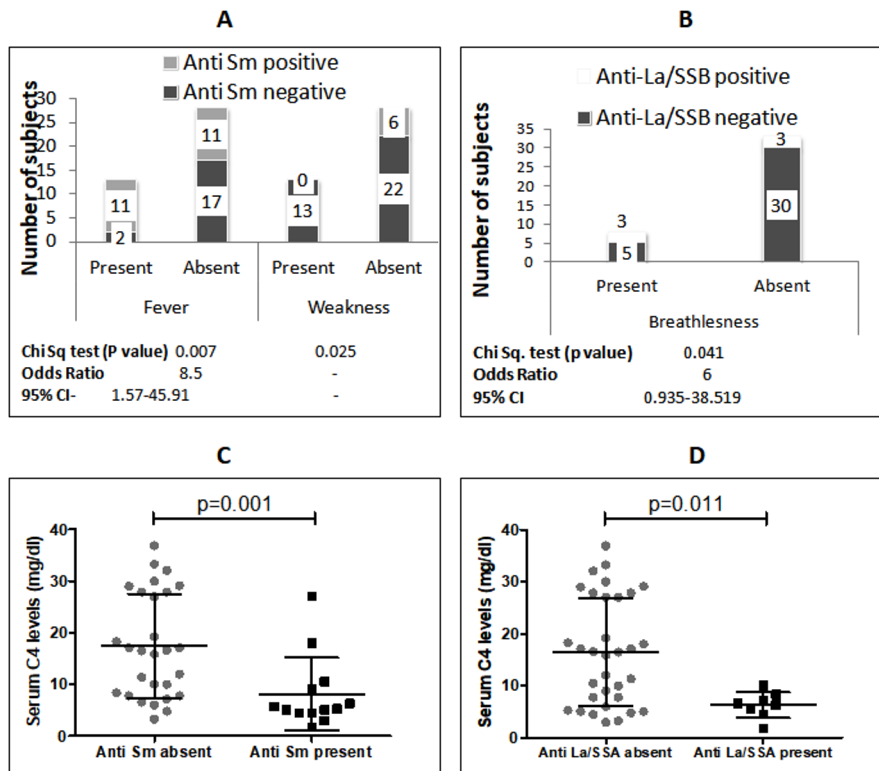 A
Anti Sm positive
Anti Sm negative
Number of subjects
30
25
20
15
10
5
0
11
2
11
17
0
13
6
22
Present Absent Present Absent
Fever Weakness
Chi Sq test (P value) 0.007 0.025
Odds Ratio 8.5 -
95% CI- 1.57-45.91 -
B
Anti-La/SSB positive
Anti-La/SSB negative
Number of subjects
35
30
25
20
15
10
5
0
3
5
3
30
Present Absent
Breathlesness
Chi Sq. test (p value) 0.041
Odds Ratio 6
95% CI 0.935-38.519
C
p=0.001
Serum C4 levels (mg/dl)
40
30
20
10
0
Anti Sm absent Anti Sm present
D
p=0.011
Serum C4 levels (mg/dl)
40
30
20
10
0
Anti La/SSA absent Anti La/SSA present